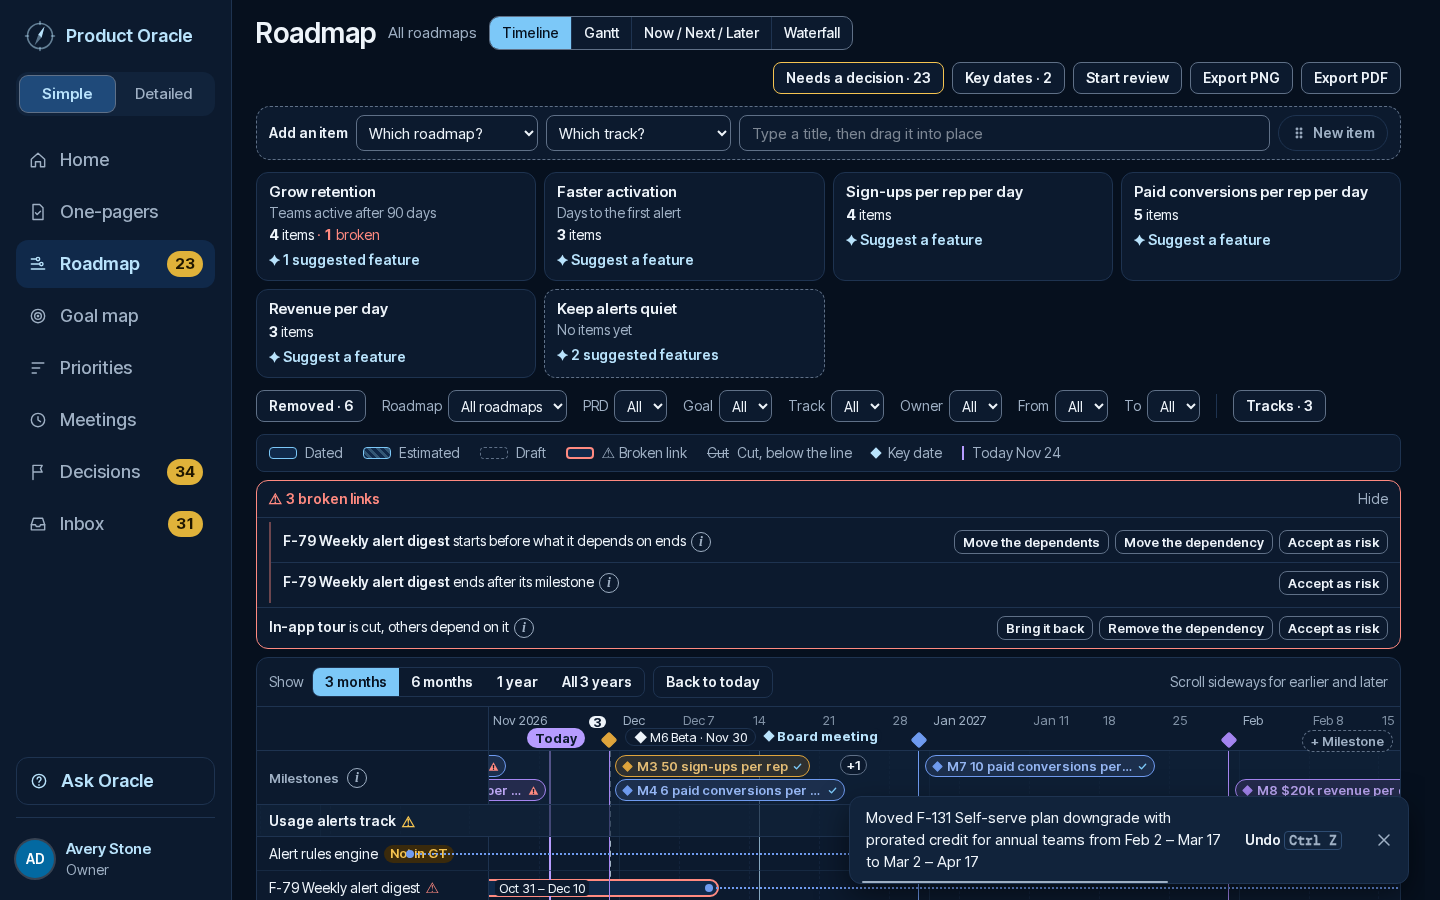 Product Oracle
Simple Detailed
Home
One-pagers
Roadmap 23
Goal map
Priorities
Meetings
Decisions 34
Inbox 31
Ask Oracle
AD Avery Stone
Owner
Roadmap All roadmaps Timeline Gantt Now / Next / Later Waterfall
Needs a decision · 23 Key dates · 2 Start review Export PNG Export PDF
Add an item Which roadmap? Which track? Type a title, then drag it into place New item
Grow retention
Teams active after 90 days
4 items · 1 broken
✦ 1 suggested feature
Faster activation
Days to the first alert
3 items
✦ Suggest a feature
Sign-ups per rep per day
4 items
✦ Suggest a feature
Paid conversions per rep per day
5 items
✦ Suggest a feature
Revenue per day
3 items
✦ Suggest a feature
Keep alerts quiet
No items yet
✦ 2 suggested features
Removed · 6 Roadmap All roadmaps PRD All Goal All Track All Owner All From All To All Tracks · 3
Dated Estimated Draft ⚠ Broken link Cut Cut, below the line ◆ Key date Today Nov 24
⚠ 3 broken links Hide
F-79 Weekly alert digest starts before what it depends on ends i Move the dependents Move the dependency Accept as risk
F-79 Weekly alert digest ends after its milestone i Accept as risk
In-app tour is cut, others depend on it i Bring it back Remove the dependency Accept as risk
Show 3 months 6 months 1 year All 3 years Back to today Scroll sideways for earlier and later
Nov 2026 3 Dec Dec 7 14 21 28 Jan 2027 Jan 11 18 25 Feb Feb 8 15
Today ◆ M6 Beta · Nov 30 ◆ Board meeting + Milestone
Milestones i ◆ M3 50 sign-ups per rep ✓ +1 ◆ M7 10 paid conversions per... ✓
per ... ⚠ ◆ M4 6 paid conversions per ... ✓ ◆ M8 $20k revenue per
Usage alerts track ⚠
Alert rules engine Not in GT
F-79 Weekly alert digest ⚠ Oct 31 – Dec 10
Moved F-131 Self-serve plan downgrade with
prorated credit for annual teams from Feb 2 – Mar 17
to Mar 2 – Apr 17
Undo Ctrl Z